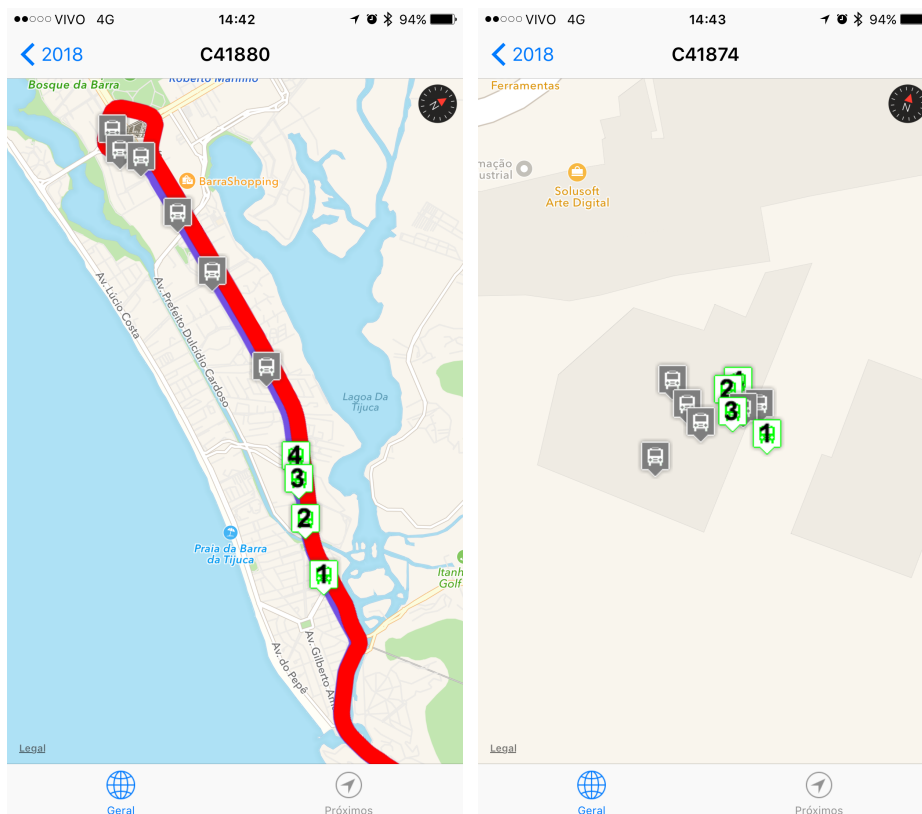 VIVO 4G 14:42 94%
2018 C41880
Bosque da Barra
Roberto Marinho
N
BarraShopping
Av. Lúcio Costa
Av. Prefeito Dulcídio Cardoso
Lagoa Da
Tijuca
4
3
2
1
Praia da Barra
da Tijuca
Itanh
Golf
Av. Gilberto Ama
Av. do Pepê
Legal
Geral Próximos
VIVO 4G 14:43 94%
2018 C41874
Ferramentas
N
mação
ustrial
Solusoft
Arte Digital
1
2
3
1
Legal
Geral Próximos